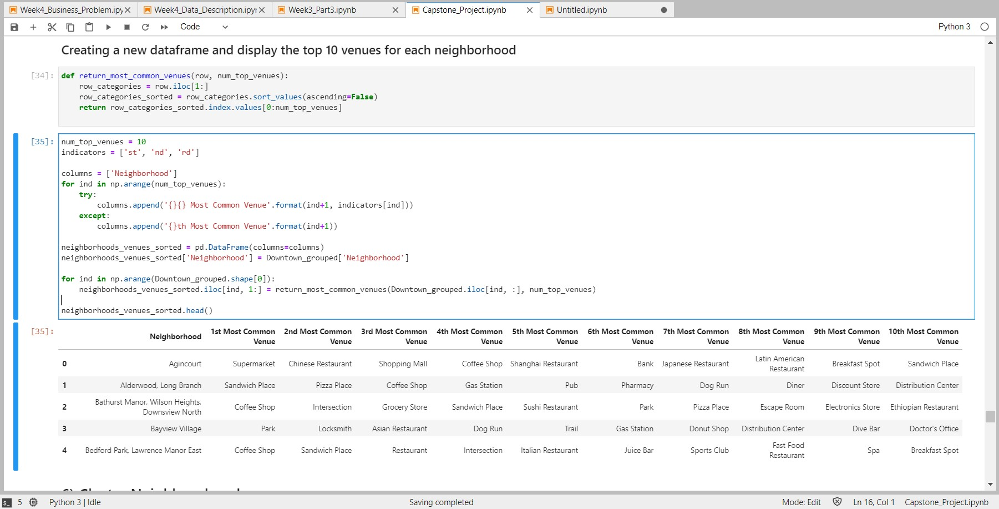 Week4_Business_Problem.ipy
Week4_Data_Description.ipyn
Week3_Part3.ipynb
Capstone_Project.ipynb
Untitled.ipynb
Code
Python 3
Creating a new dataframe and display the top 10 venues for each neighborhood
[34]:
def return_most_common_venues(row, num_top_venues):
    row_categories = row.iloc[1:]
    row_categories_sorted = row_categories.sort_values(ascending=False)
    return row_categories_sorted.index.values[0:num_top_venues]
[35]:
num_top_venues = 10
indicators = ['st', 'nd', 'rd']
columns = ['Neighborhood']
for ind in np.arange(num_top_venues):
    try:
        columns.append('{}{} Most Common Venue'.format(ind+1, indicators[ind]))
    except:
        columns.append('{}th Most Common Venue'.format(ind+1))
neighborhoods_venues_sorted = pd.DataFrame(columns=columns)
neighborhoods_venues_sorted['Neighborhood'] = Downtown_grouped['Neighborhood']
for ind in np.arange(Downtown_grouped.shape[0]):
    neighborhoods_venues_sorted.iloc[ind, 1:] = return_most_common_venues(Downtown_grouped.iloc[ind, :], num_top_venues)
neighborhoods_venues_sorted.head()
[35]:
Neighborhood 1st Most Common Venue 2nd Most Common Venue 3rd Most Common Venue 4th Most Common Venue 5th Most Common Venue 6th Most Common Venue 7th Most Common Venue 8th Most Common Venue 9th Most Common Venue 10th Most Common Venue
0 Agincourt Supermarket Chinese Restaurant Shopping Mall Coffee Shop Shanghai Restaurant Bank Japanese Restaurant Latin American Restaurant Breakfast Spot Sandwich Place
1 Alderwood, Long Branch Sandwich Place Pizza Place Coffee Shop Gas Station Pub Pharmacy Dog Run Diner Discount Store Distribution Center
2 Bathurst Manor, Wilson Heights, Downsview North Coffee Shop Intersection Grocery Store Sandwich Place Sushi Restaurant Park Pizza Place Escape Room Electronics Store Ethiopian Restaurant
3 Bayview Village Park Locksmith Asian Restaurant Dog Run Trail Gas Station Donut Shop Distribution Center Dive Bar Doctor's Office
4 Bedford Park, Lawrence Manor East Coffee Shop Sandwich Place Restaurant Intersection Italian Restaurant Juice Bar Sports Club Fast Food Restaurant Spa Breakfast Spot
5
Python 3 | Idle
Saving completed
Mode: Edit
Ln 16, Col 1
Capstone_Project.ipynb